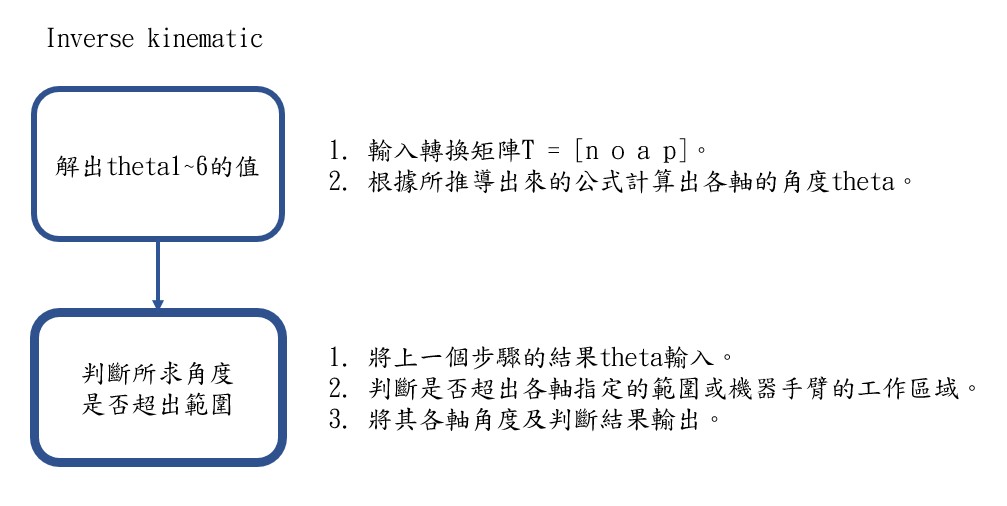 Inverse kinematic
解出theta1~6的值
1. 輸入轉換矩陣T = [n o a p]。
2. 根據所推導出來的公式計算出各軸的角度theta。
判斷所求角度
是否超出範圍
1. 將上一個步驟的結果theta輸入。
2. 判斷是否超出各軸指定的範圍或機器手臂的工作區域。
3. 將其各軸角度及判斷結果輸出。